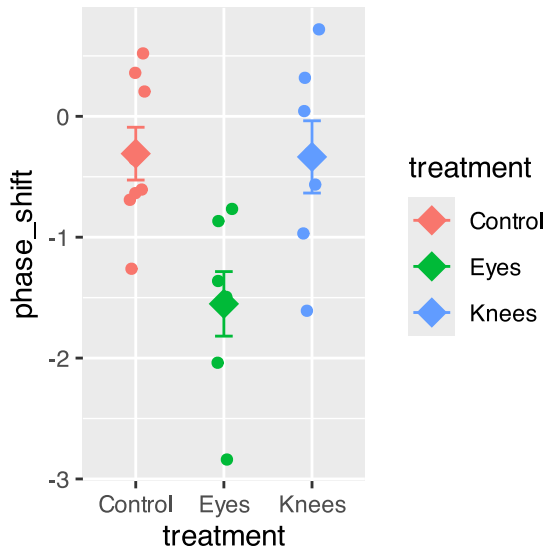 0
-1
-2
-3
phase_shift
Control
Eyes
Knees
treatment
treatment
Control
Eyes
Knees